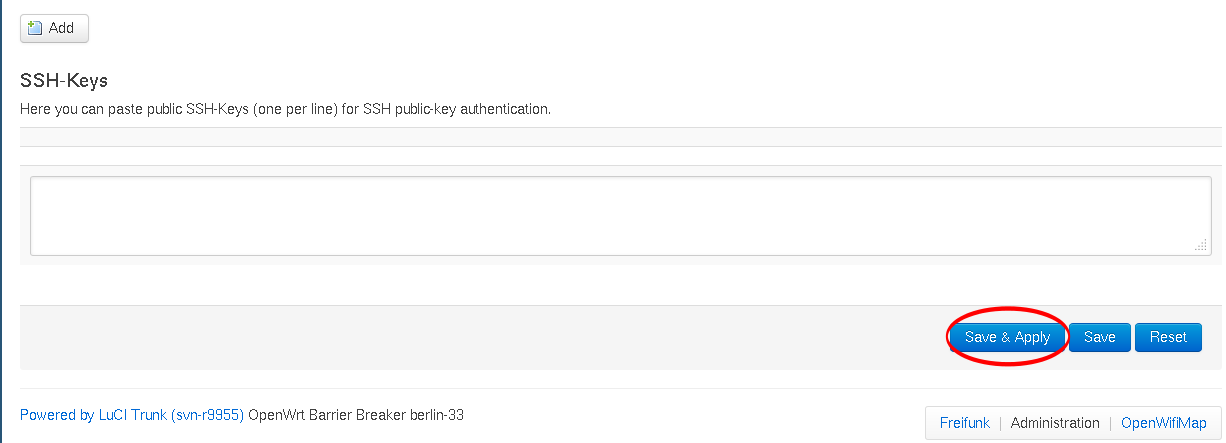 Add
SSH-Keys
Here you can paste public SSH-Keys (one per line) for SSH public-key authentication.
Save & Apply Save Reset
Powered by LuCI Trunk (svn-r9955) OpenWrt Barrier Breaker berlin-33
Freifunk | Administration | OpenWifiMap